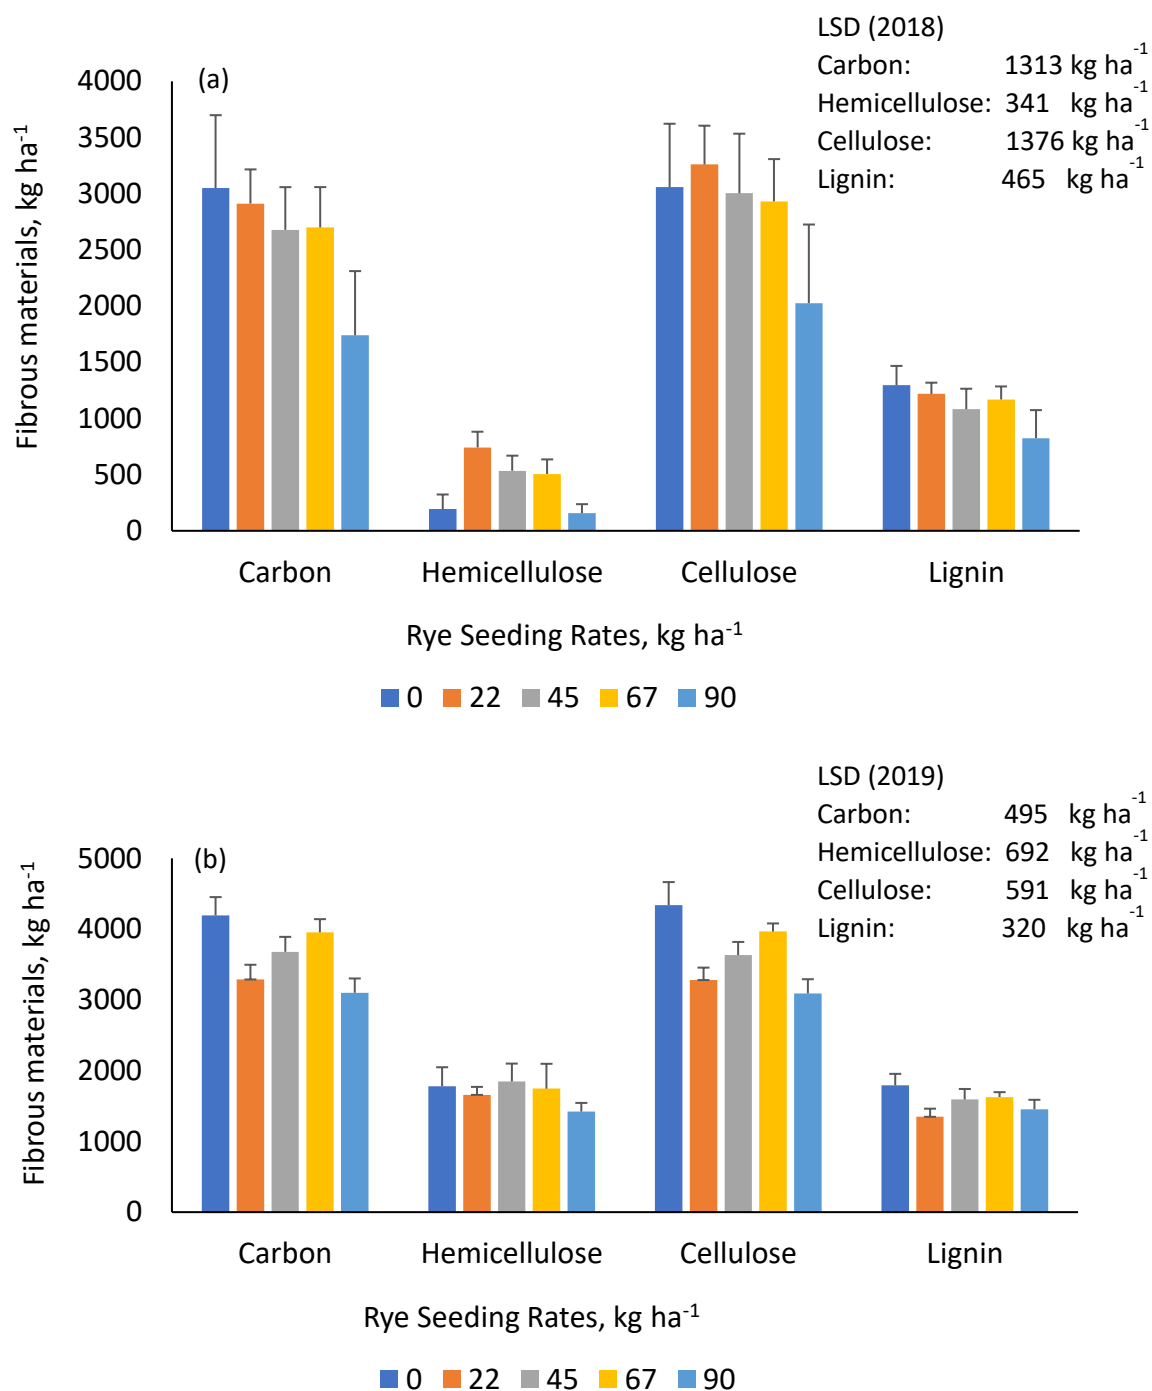 LSD (2018)
Carbon: 1313 kg ha-1
Hemicellulose: 341 kg ha-1
Cellulose: 1376 kg ha-1
Lignin: 465 kg ha-1
(a)
Fibrous materials, kg ha-1
4000
3500
3000
2500
2000
1500
1000
500
0
Carbon Hemicellulose Cellulose Lignin
Rye Seeding Rates, kg ha-1
0 22 45 67 90
LSD (2019)
Carbon: 495 kg ha-1
Hemicellulose: 692 kg ha-1
Cellulose: 591 kg ha-1
Lignin: 320 kg ha-1
(b)
Fibrous materials, kg ha-1
5000
4000
3000
2000
1000
0
Carbon Hemicellulose Cellulose Lignin
Rye Seeding Rates, kg ha-1
0 22 45 67 90